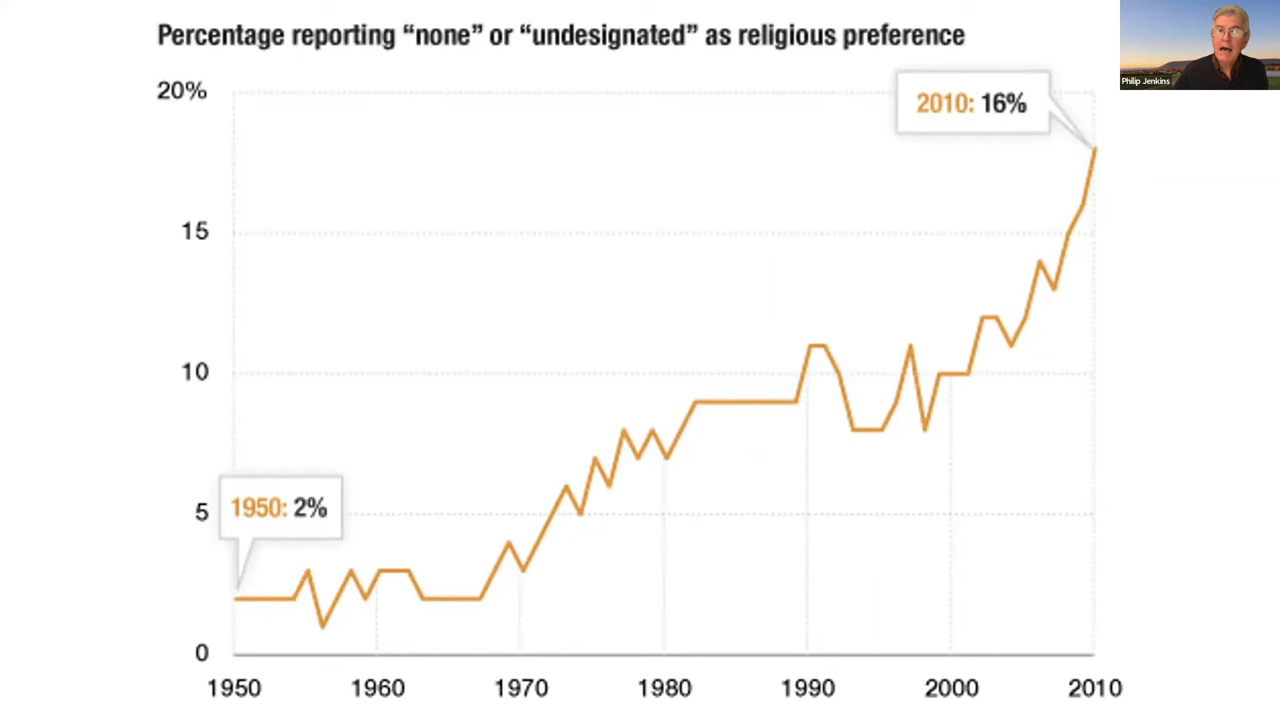 Percentage reporting “none” or “undesignated” as religious preference
Philip Jenkins
20%
2010: 16%
15
10
1950: 2%
5
0
1950 1960 1970 1980 1990 2000 2010